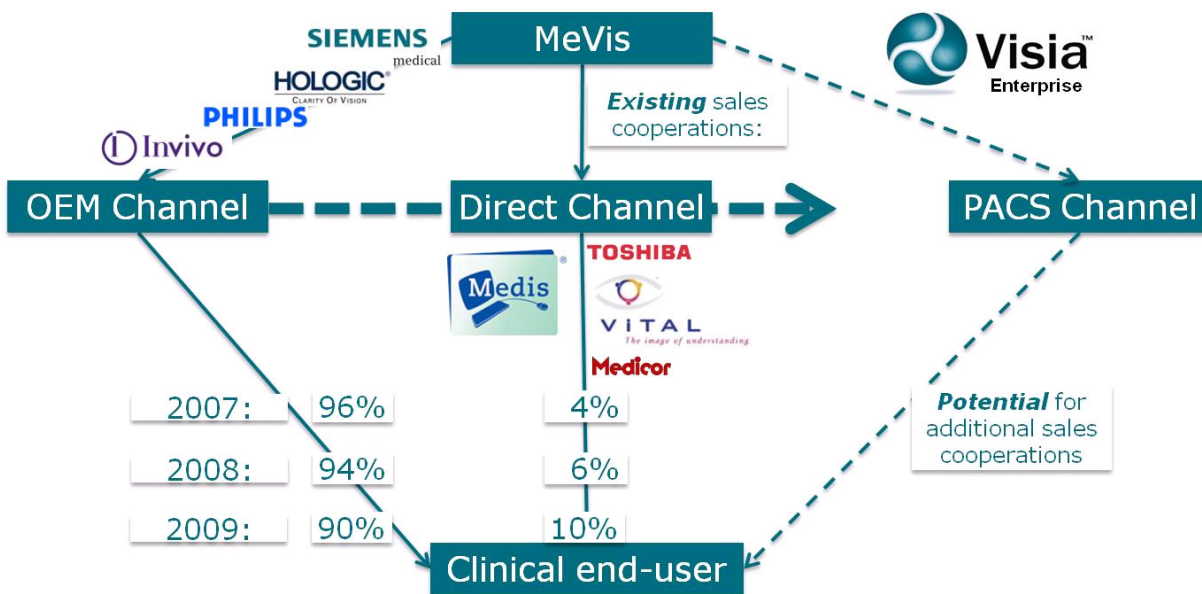 SIEMENS
medical
HOLOGIC®
CLARITY OF VISION
PHILIPS
Invivo
MeVis
Visia™
Enterprise
Existing sales
cooperations:
OEM Channel
Direct Channel
PACS Channel
Medis®
TOSHIBA
ViTAL
The image of understanding
Medicor
2007: 96% 4%
2008: 94% 6%
2009: 90% 10%
Potential for
additional sales
cooperations
Clinical end-user